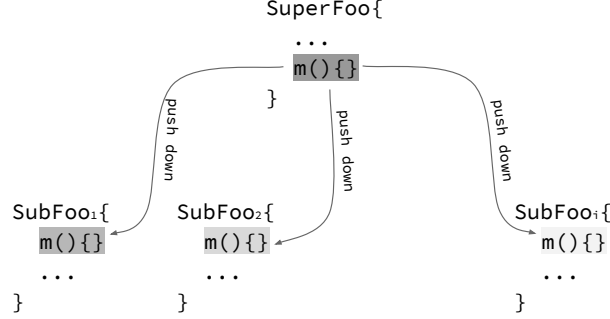 SuperFoo{
...
m(){}
}
push down
push down
push down
SubFoo₁{
m(){}
...
}
SubFoo₂{
m(){}
...
}
SubFooᵢ{
m(){}
...
}